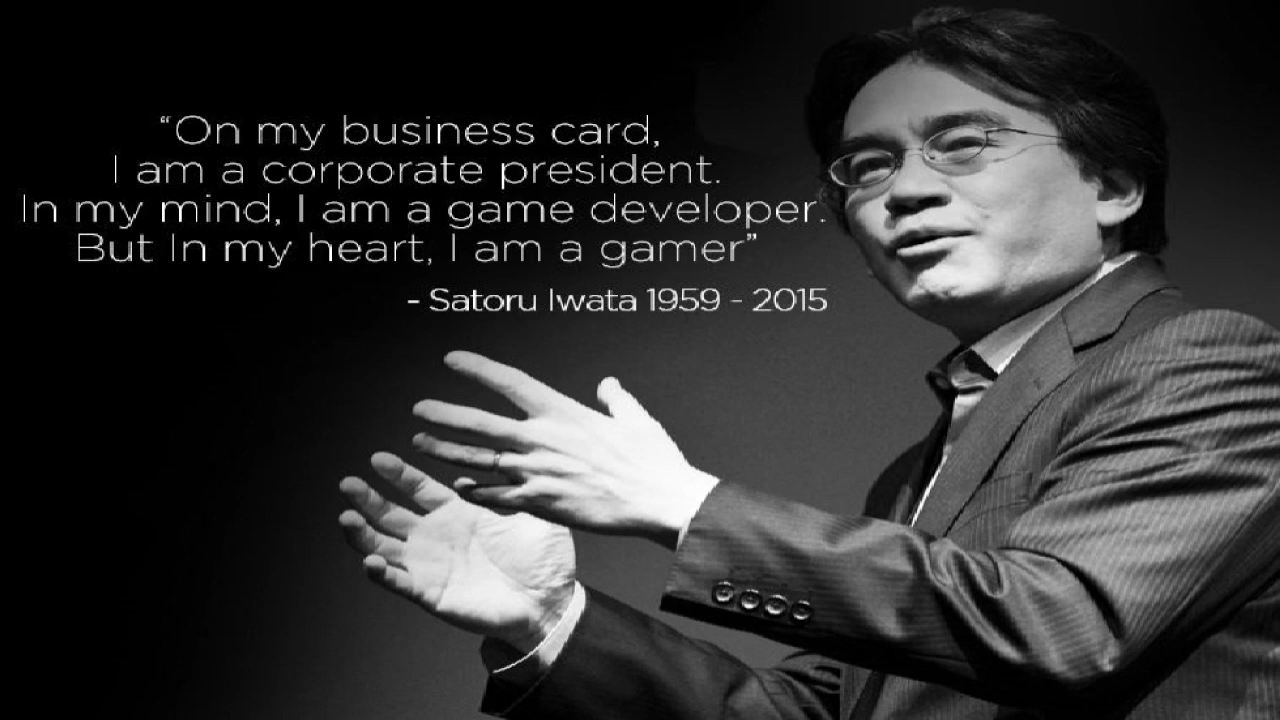 “On my business card,
I am a corporate president.
In my mind, I am a game developer.
But In my heart, I am a gamer”
- Satoru Iwata 1959 - 2015